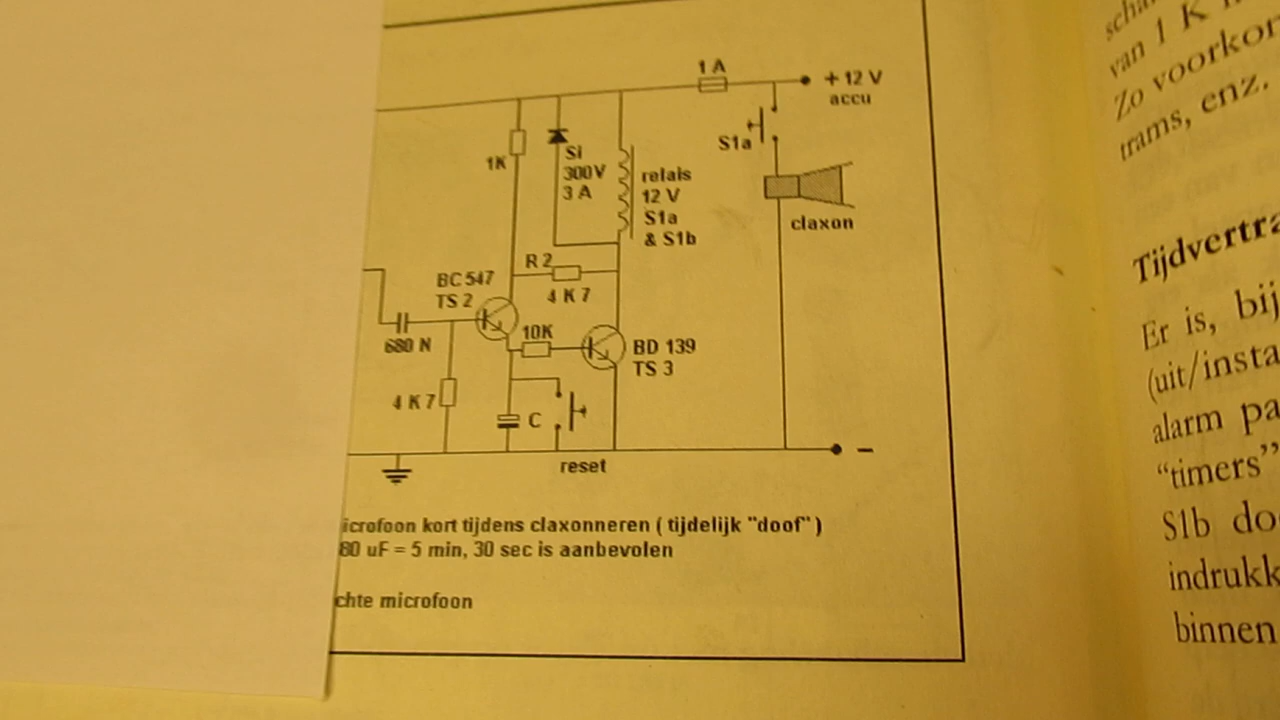 1 A
+ 12 V
accu
S1a
1K
Si
300 V
3 A
relais
12 V
S1a
& S1b
claxon
R 2
4 K 7
BC 547
TS 2
680 N
10K
BD 139
TS 3
4 K 7
C
reset
–
icrofoon kort tijdens claxonneren ( tijdelijk "doof" )
80 uF = 5 min, 30 sec is aanbevolen
chte microfoon
van 1 K
Zo voorkor
trams, enz.
Tijdvertra
Er is, bij
(uit/insta
alarm pa
“timers”
S1b do
indrukk
binnen